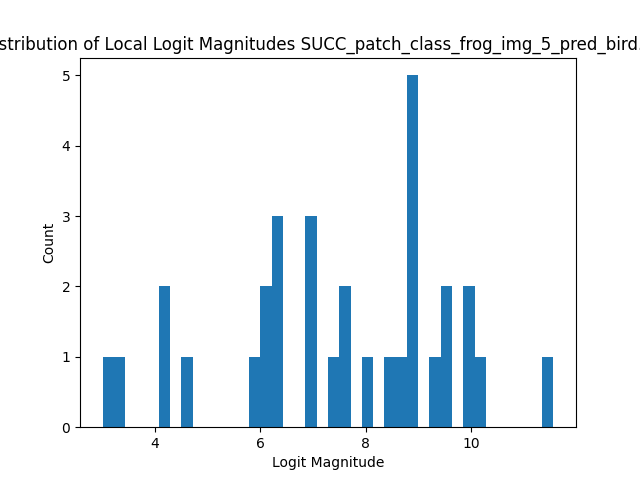 stribution of Local Logit Magnitudes SUCC_patch_class_frog_img_5_pred_bird.
5
4
3
2
1
0
Count
4 6 8 10
Logit Magnitude